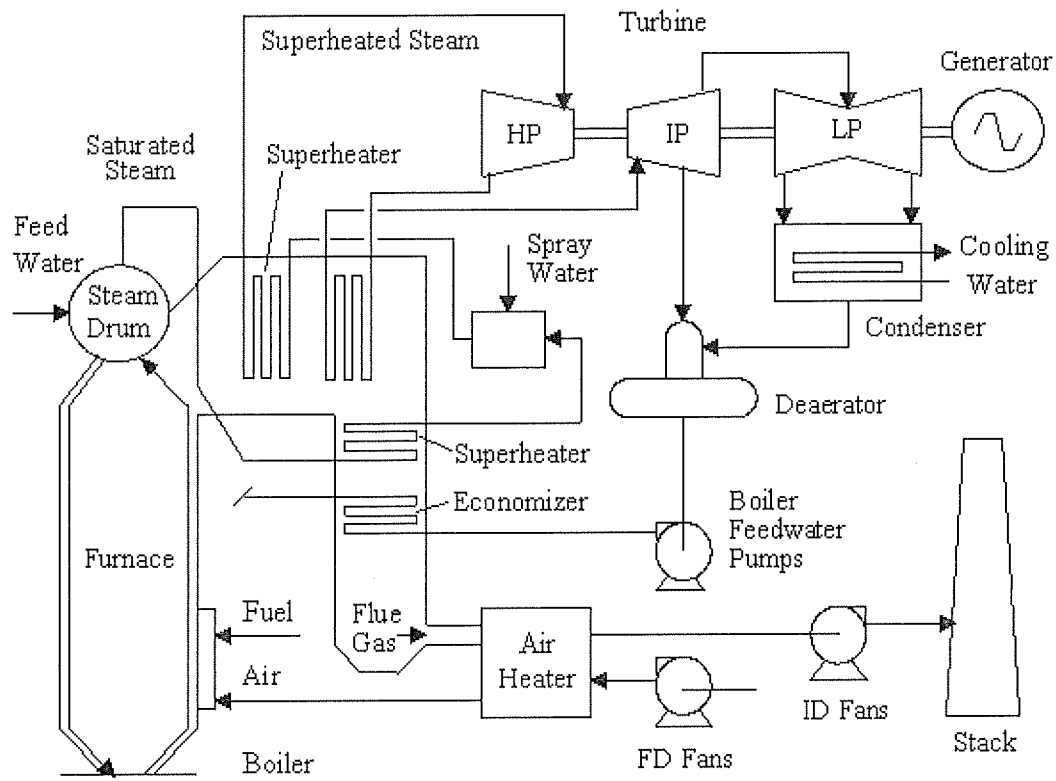 Turbine
Superheated Steam
Generator
HP
IP
LP
Saturated
Steam
Superheater
Feed
Water
Spray
Water
Cooling
Water
Steam
Drum
Condenser
Deaerator
Superheater
Economizer
Boiler
Feedwater
Pumps
Furnace
Fuel
Flue
Gas
Air
Heater
Air
ID Fans
FD Fans
Stack
Boiler